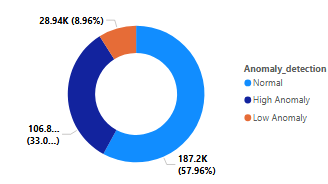 28.94K (8.96%)
Anomaly_detection
Normal
High Anomaly
Low Anomaly
106.8...
(33.0...)
187.2K
(57.96%)